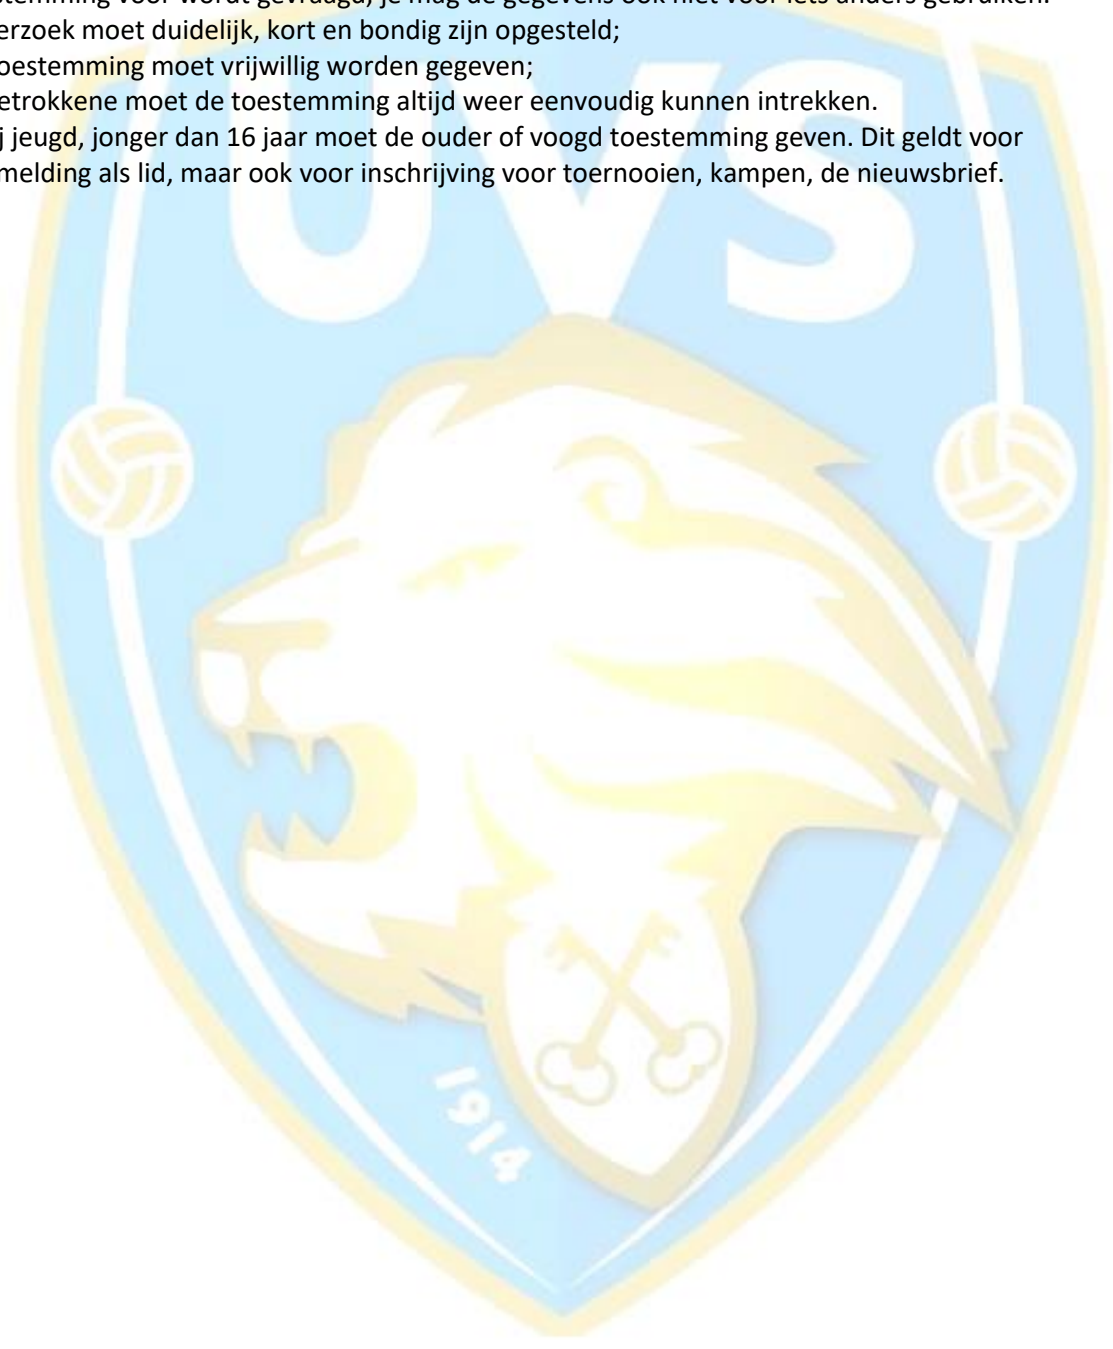 stemming voor wordt gevraagd, je mag de gegevens ook niet voor iets anders gebruiken.
erzoek moet duidelijk, kort en bondig zijn opgesteld;
oestemming moet vrijwillig worden gegeven;
etrokkene moet de toestemming altijd weer eenvoudig kunnen intrekken.
j jeugd, jonger dan 16 jaar moet de ouder of voogd toestemming geven. Dit geldt voor
melding als lid, maar ook voor inschrijving voor toernooien, kampen, de nieuwsbrief.
UVS
1914